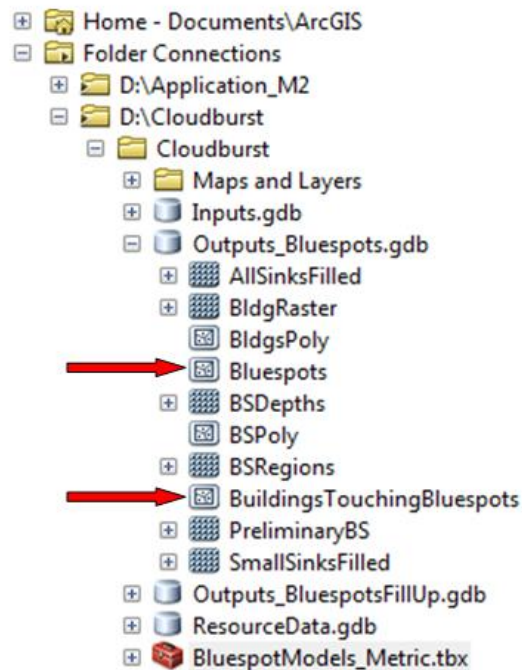 Home - Documents\ArcGIS
Folder Connections
D:\Application_M2
D:\Cloudburst
Cloudburst
Maps and Layers
Inputs.gdb
Outputs_Bluespots.gdb
AllSinksFilled
BldgRaster
BldgsPoly
Bluespots
BSDepths
BSPoly
BSRegions
BuildingsTouchingBluespots
PreliminaryBS
SmallSinksFilled
Outputs_BluespotsFillUp.gdb
ResourceData.gdb
BluespotModels_Metric.tbx